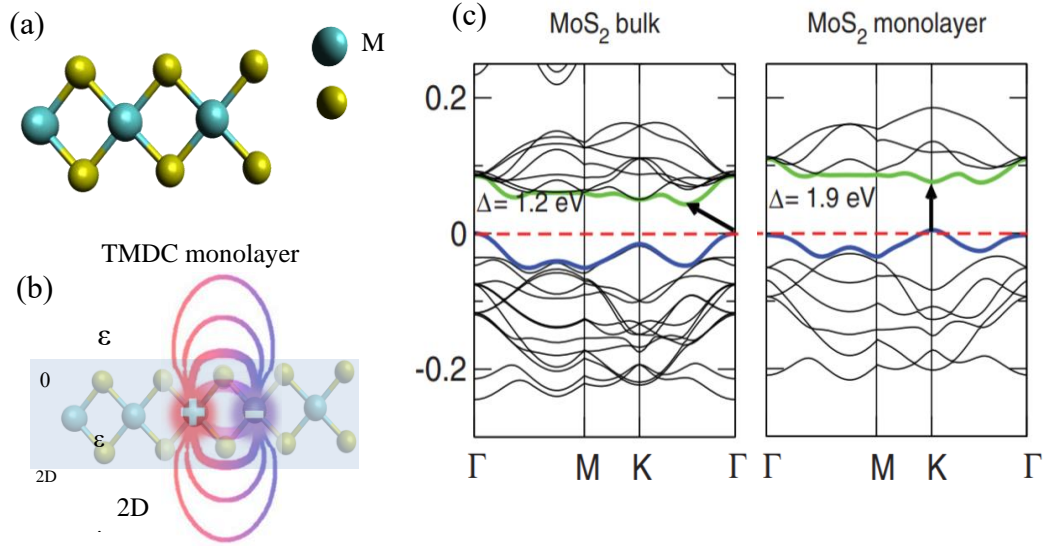 (a)
M
TMDC monolayer
(b)
ε
0
ε
2D
2D
(c)
MoS₂ bulk
MoS₂ monolayer
0.2
0
-0.2
Δ= 1.2 eV
Δ= 1.9 eV
Γ M K Γ
Γ M K Γ